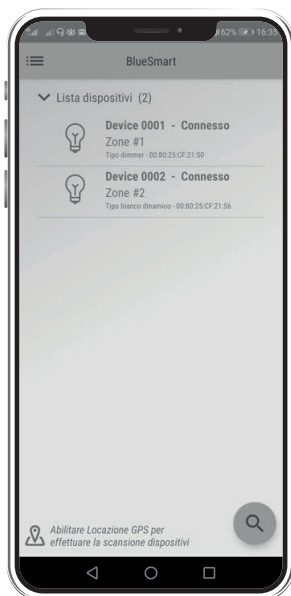 62% 16:35
BlueSmart
Lista dispositivi (2)
Device 0001 - Connesso
Zone #1
Tipo dimmer - 00:80:25:CF:21:50
Device 0002 - Connesso
Zone #2
Tipo bianco dinamico - 00:80:25:CF:21:56
Abilitare Locazione GPS per
effettuare la scansione dispositivi